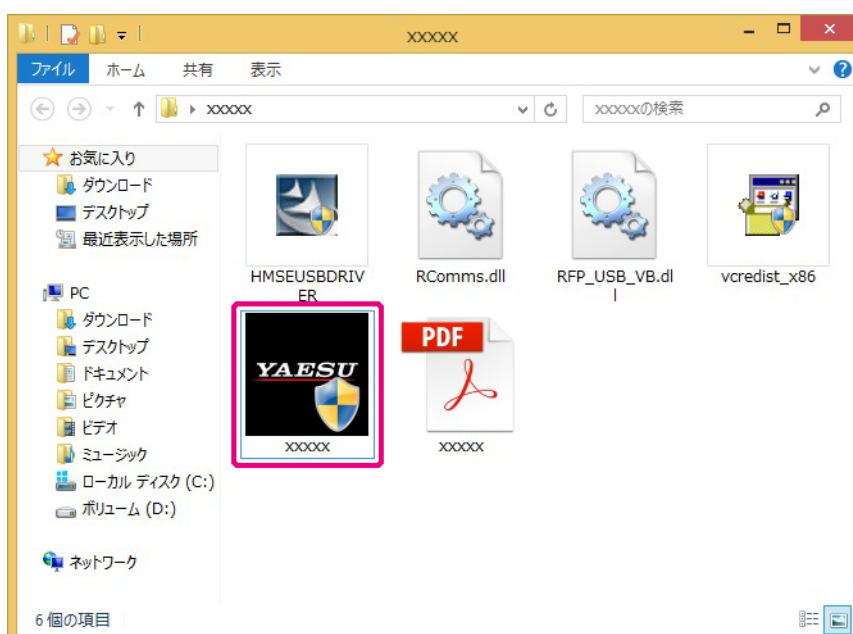 xxxxx
ファイル ホーム 共有 表示
xxxxx xxxxxの検索
お気に入り
ダウンロード
デスクトップ
最近表示した場所
PC
ダウンロード
デスクトップ
ドキュメント
ピクチャ
ビデオ
ミュージック
ローカル ディスク (C:)
ボリューム (D:)
ネットワーク
HMSEUSBDRIV
ER
RComms.dll
RFP_USB_VB.dl
l
vcredist_x86
YAESU
xxxxx
PDF
xxxxx
6 個の項目